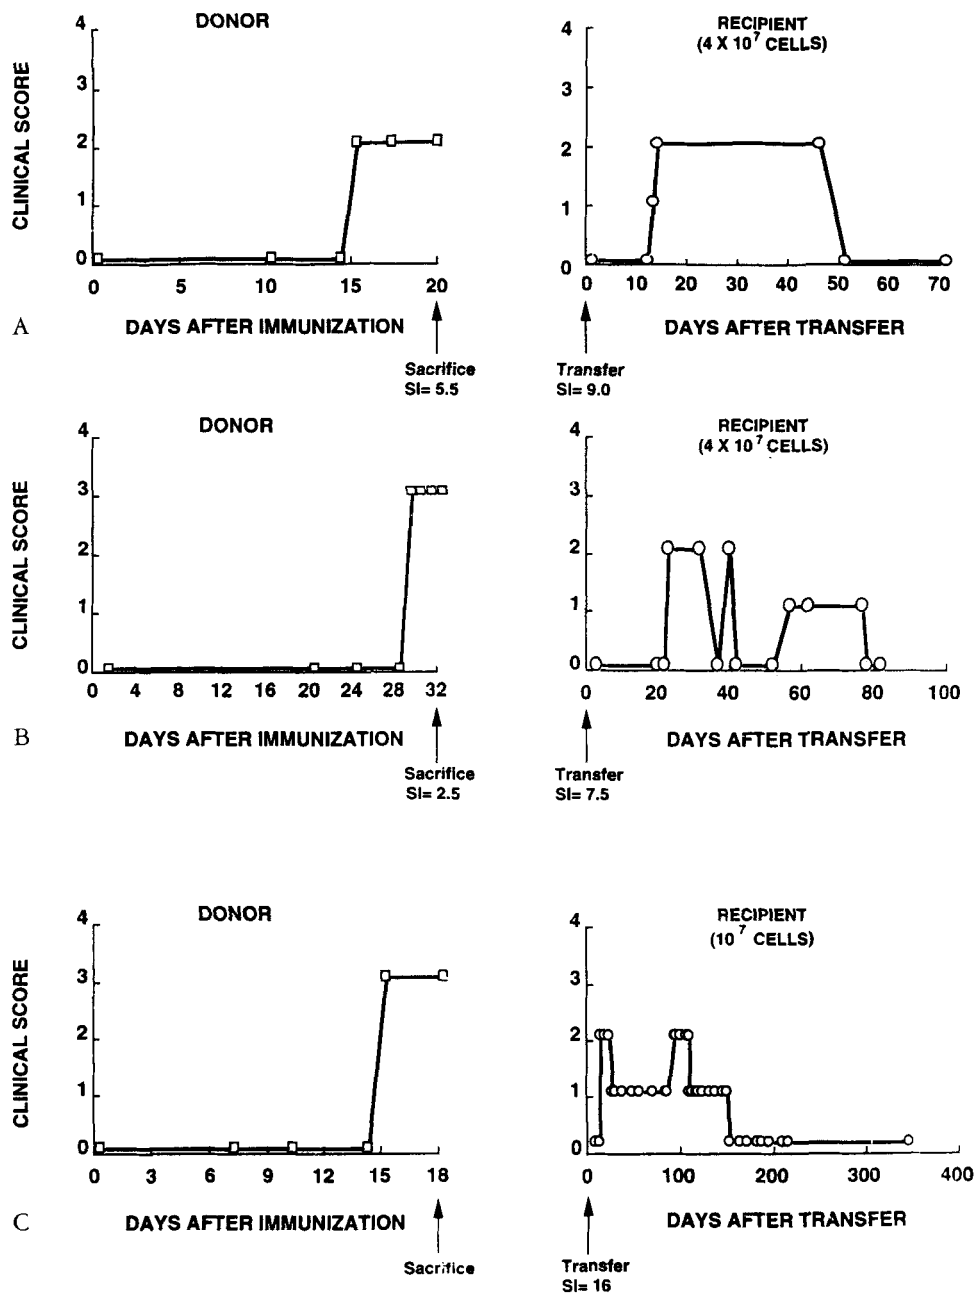 DONOR
CLINICAL SCORE
4
3
2
1
0
0 5 10 15 20
DAYS AFTER IMMUNIZATION
Sacrifice
SI= 5.5
A
RECIPIENT
(4 X 10^7 CELLS)
4
3
2
1
0
0 10 20 30 40 50 60 70
DAYS AFTER TRANSFER
Transfer
SI= 9.0
DONOR
CLINICAL SCORE
4
3
2
1
0
0 4 8 12 16 20 24 28 32
DAYS AFTER IMMUNIZATION
Sacrifice
SI= 2.5
B
RECIPIENT
(4 X 10^7 CELLS)
4
3
2
1
0
0 20 40 60 80 100
DAYS AFTER TRANSFER
Transfer
SI= 7.5
DONOR
CLINICAL SCORE
4
3
2
1
0
0 3 6 9 12 15 18
DAYS AFTER IMMUNIZATION
Sacrifice
C
RECIPIENT
(10^7 CELLS)
4
3
2
1
0
0 100 200 300 400
DAYS AFTER TRANSFER
Transfer
SI= 16